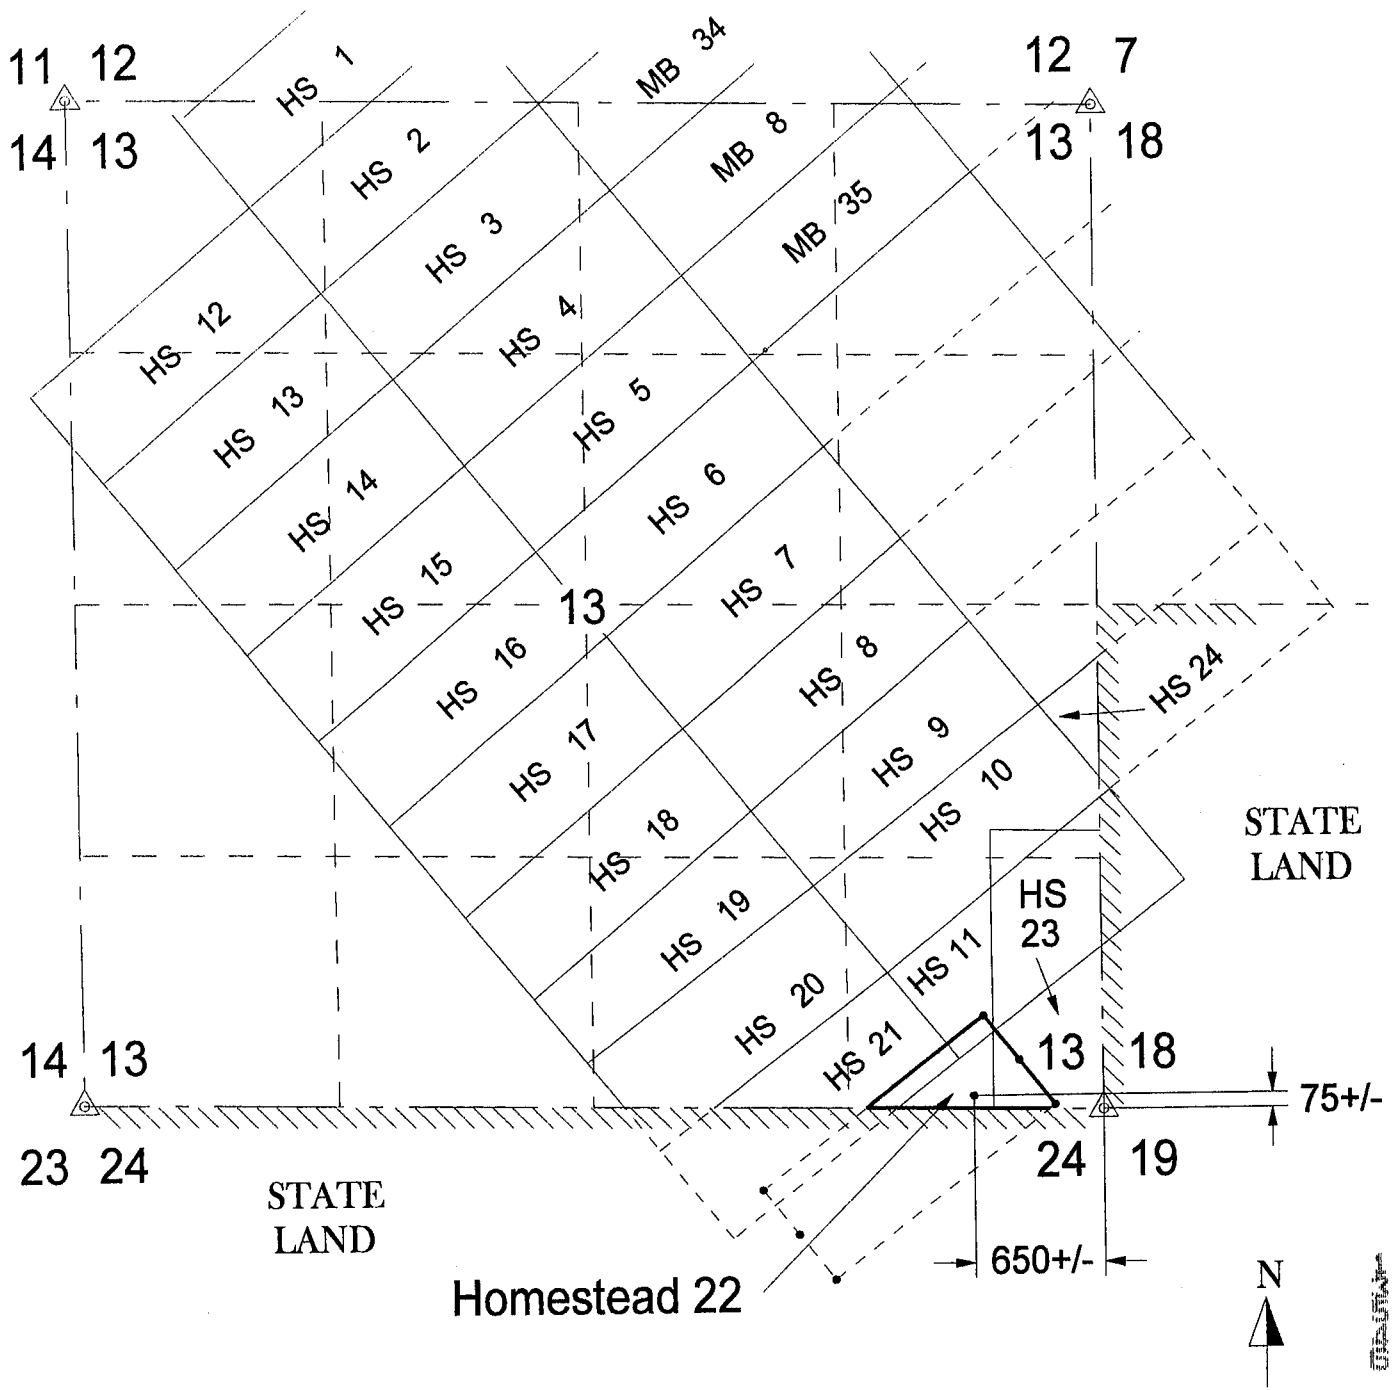 11 12
14 13
12 7
13 18
HS 1
MB 34
HS 2
MB 8
HS 3
MB 35
HS 12
HS 4
HS 13
HS 5
HS 14
HS 6
HS 15
HS 7
13
HS 16
HS 8
HS 24
HS 17
HS 9
HS 10
HS 18
STATE
LAND
HS 19
HS
23
HS 11
HS 20
HS 21
14 13
23 24
13 18
24 19
75+/-
STATE
LAND
650+/-
Homestead 22
N